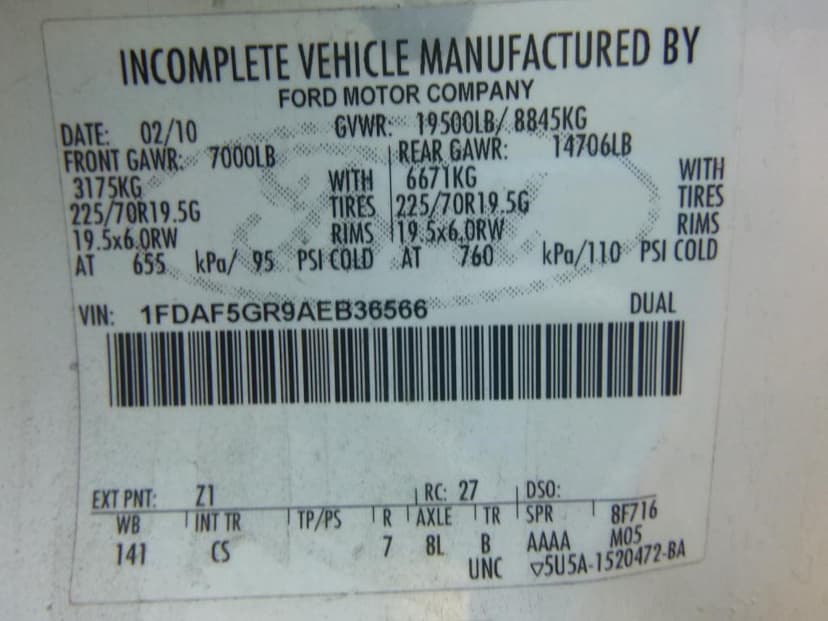 INCOMPLETE VEHICLE MANUFACTURED BY
FORD MOTOR COMPANY
DATE: 02/10 GVWR: 19500LB/ 8845KG
FRONT GAWR: 7000LB REAR GAWR: 14706LB
3175KG WITH 6671KG WITH
225/70R19.5G TIRES 225/70R19.5G TIRES
19.5x6.0RW RIMS 19.5x6.0RW RIMS
AT 655 kPa/ 95 PSI COLD AT 760 kPa/110 PSI COLD
VIN: 1FDAF5GR9AEB36566 DUAL
EXT PNT: Z1 RC: 27 DSO:
WB INT TR TP/PS R AXLE TR SPR 8F716
141 CS 7 8L B AAAA M05
UNC ▽5U5A-1520472-BA